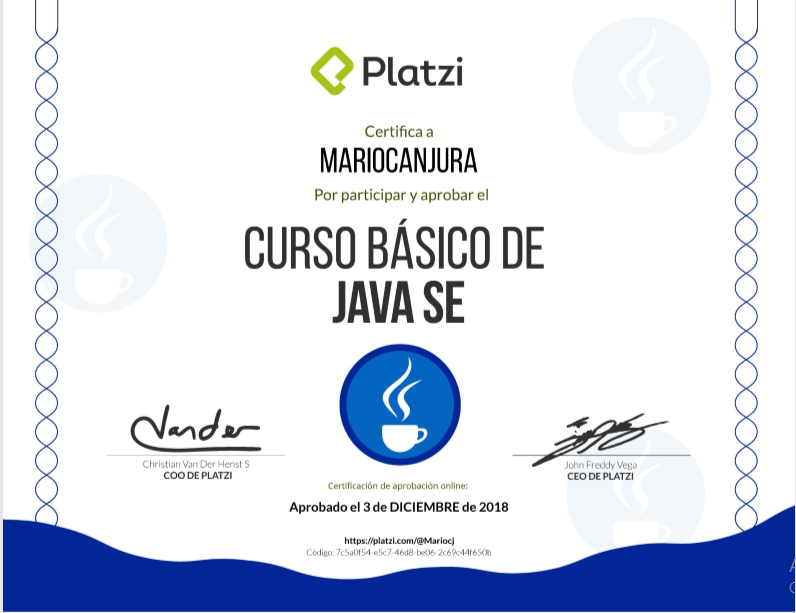 Platzi
Certifica a
MARIOCANJURA
Por participar y aprobar el
CURSO BÁSICO DE
JAVA SE
Christian Van Der Henst S
COO DE PLATZI
John Freddy Vega
CEO DE PLATZI
Certificación de aprobación online:
Aprobado el 3 de DICIEMBRE de 2018
https://platzi.com/@Mariocj
Código: 7c5a0f54-e5c7-46d8-be06-2c69c44f650b